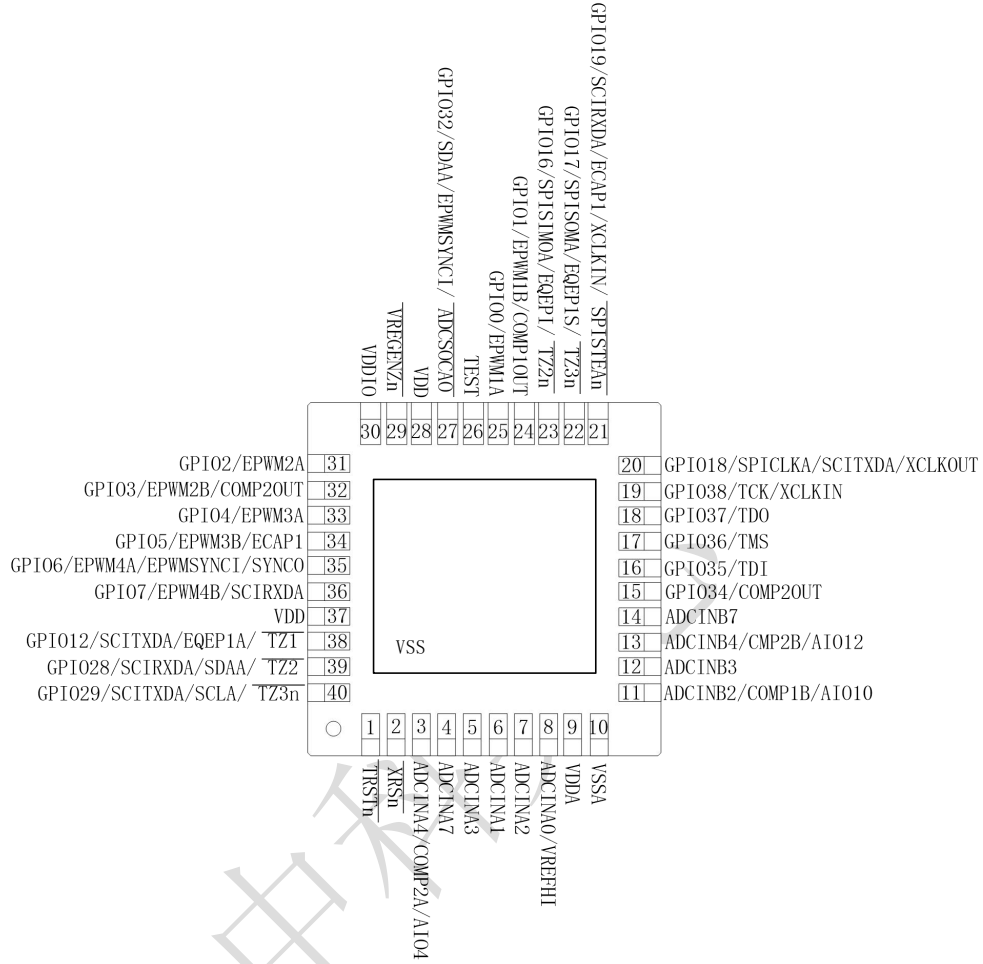 GPIO19/SCIRXDA/ECAP1/XCLKIN/ SPISTEAn
GPIO17/SPISOMA/EQEP1S/ TZ3n
GPIO16/SPISIMOA/EQEPI/ TZ2n
GPIO1/EPWM1B/COMP1OUT
GPIO0/EPWM1A
TEST
GPIO32/SDAA/EPWMSYNCI/ ADCSOCAO
VDD
VREGENZn
VDDIO
30 29 28 27 26 25 24 23 22 21
GPIO2/EPWM2A 31
GPIO3/EPWM2B/COMP2OUT 32
GPIO4/EPWM3A 33
GPIO5/EPWM3B/ECAP1 34
GPIO6/EPWM4A/EPWMSYNCI/SYNCO 35
GPIO7/EPWM4B/SCIRXDA 36
VDD 37
GPIO12/SCITXDA/EQEP1A/ TZ1 38
GPIO28/SCIRXDA/SDAA/ TZ2 39
GPIO29/SCITXDA/SCLA/ TZ3n 40
VSS
20 GPIO18/SPICLKA/SCITXDA/XCLKOUT
19 GPIO38/TCK/XCLKIN
18 GPIO37/TDO
17 GPIO36/TMS
16 GPIO35/TDI
15 GPIO34/COMP2OUT
14 ADCINB7
13 ADCINB4/CMP2B/AIO12
12 ADCINB3
11 ADCINB2/COMP1B/AIO10
1 2 3 4 5 6 7 8 9 10
TRSTn
XRSn
ADCINA4/COMP2A/AIO4
ADCINA7
ADCINA3
ADCINA1
ADCINA2
ADCINA0/VREFHI
VDDA
VSSA
中科